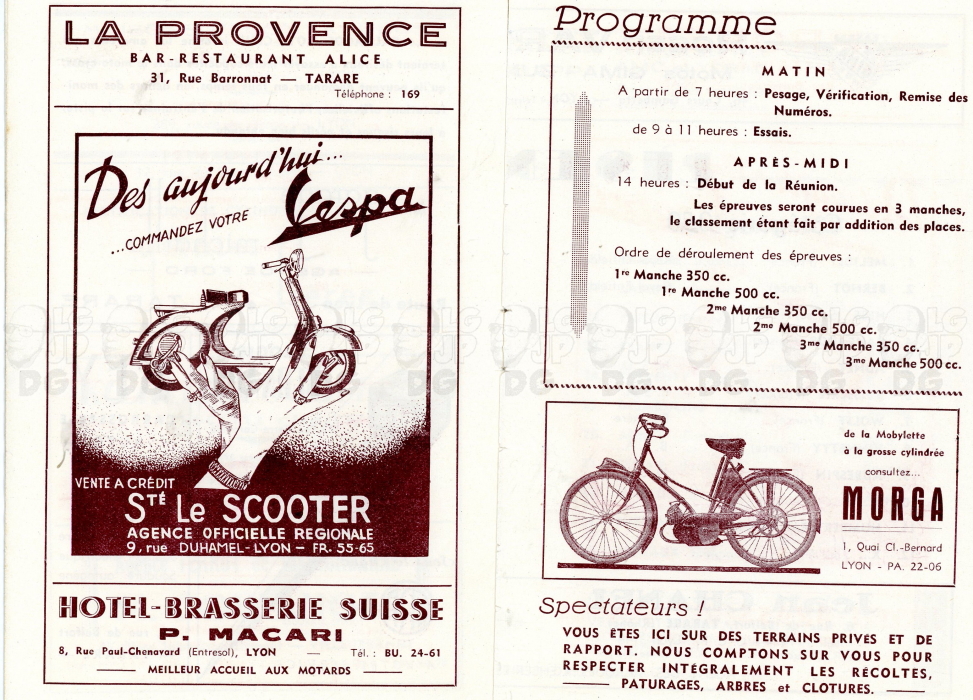 LA PROVENCE
BAR-RESTAURANT ALICE
31, Rue Barronnat — TARARE
Téléphone : 169
Des aujourd'hui...
...COMMANDEZ VOTRE
Vespa
VENTE A CRÉDIT
Sté Le SCOOTER
AGENCE OFFICIELLE REGIONALE
9, rue DUHAMEL-LYON – FR. 55-65
HOTEL-BRASSERIE SUISSE
P. MACARI
8, Rue Paul-Chenavard (Entresol), LYON — Tél. : BU. 24-61
MEILLEUR ACCUEIL AUX MOTARDS
Programme
MATIN
A partir de 7 heures : Pesage, Vérification, Remise des
Numéros.
de 9 à 11 heures : Essais.
APRÈS-MIDI
14 heures : Début de la Réunion.
Les épreuves seront courues en 3 manches,
le classement étant fait par addition des places.
Ordre de déroulement des épreuves :
1re Manche 350 cc.
1re Manche 500 cc.
2me Manche 350 cc.
2me Manche 500 cc.
3me Manche 350 cc.
3me Manche 500 cc.
de la Mobylette
à la grosse cylindrée
consultez...
MORGA
1, Quai Cl.-Bernard
LYON - PA. 22-06
Spectateurs !
VOUS ÊTES ICI SUR DES TERRAINS PRIVÉS ET DE
RAPPORT. NOUS COMPTONS SUR VOUS POUR
RESPECTER INTÉGRALEMENT LES RÉCOLTES,
PATURAGES, ARBRES et CLOTURES.